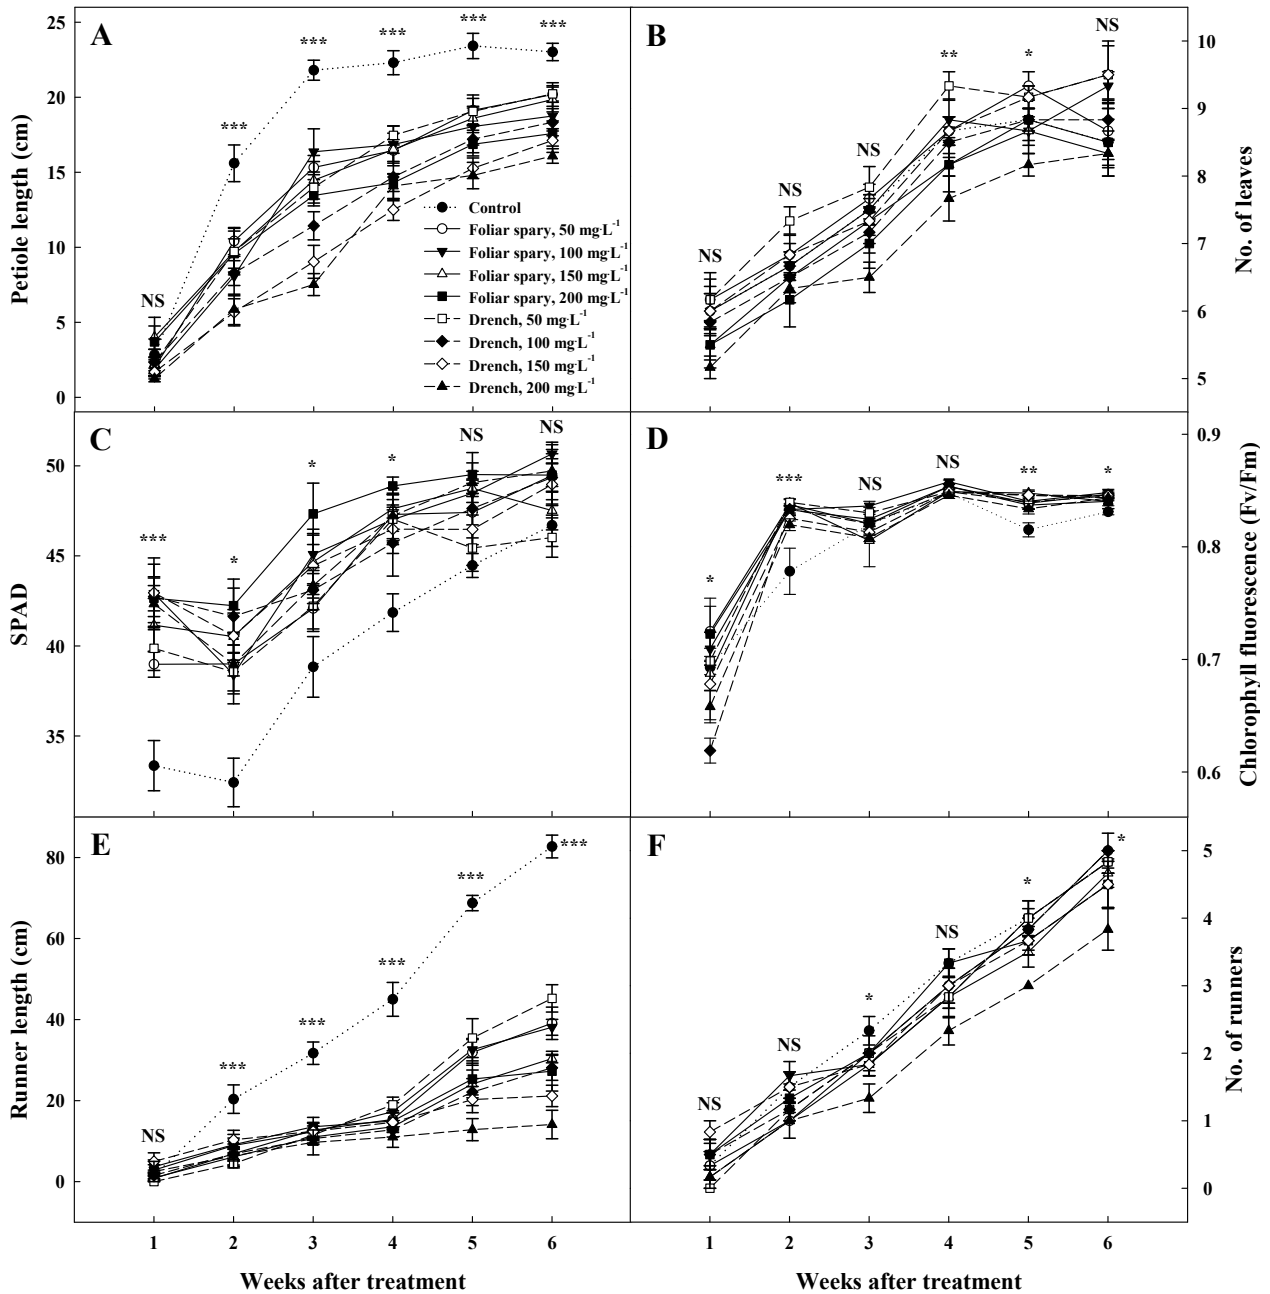 A
Petiole length (cm)
25
20
15
10
5
0
NS
***
***
***
***
***
Control
Foliar spary, 50 mg·L-1
Foliar spary, 100 mg·L-1
Foliar spary, 150 mg·L-1
Foliar spary, 200 mg·L-1
Drench, 50 mg·L-1
Drench, 100 mg·L-1
Drench, 150 mg·L-1
Drench, 200 mg·L-1
B
No. of leaves
10
9
8
7
6
5
NS
NS
NS
**
*
NS
C
SPAD
50
45
40
35
***
*
*
*
NS
NS
D
Chlorophyll fluorescence (Fv/Fm)
0.9
0.8
0.7
0.6
*
***
NS
NS
**
*
E
Runner length (cm)
80
60
40
20
0
NS
***
***
***
***
***
1 2 3 4 5 6
Weeks after treatment
F
No. of runners
5
4
3
2
1
0
NS
NS
*
NS
*
*
1 2 3 4 5 6
Weeks after treatment